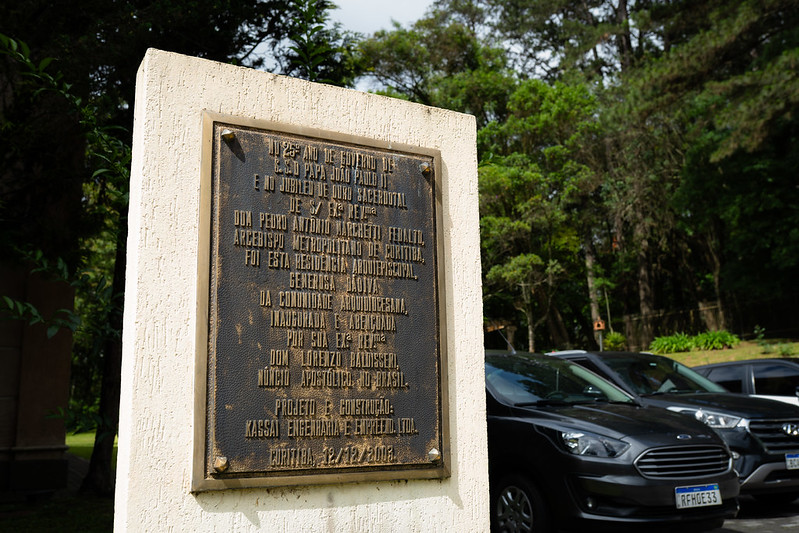 NO 25º ANO DE GOVERNO DE
S.S. O PAPA JOÃO PAULO II
E NO JUBILEU DE OURO SACERDOTAL
DE S/ EXª REVᵐᵃ
DOM PEDRO ANTÔNIO MARCHETTI FEDALTO,
ARCEBISPO METROPOLITANO DE CURITIBA,
FOI ESTA RESIDÊNCIA ARQUIEPISCOPAL,
GENEROSA DÁDIVA
DA COMUNIDADE ARQUIDIOCESANA,
INAUGURADA E ABENÇOADA
POR SUA EXª REVᵐᵃ
DOM LORENZO BALDISSERI,
NÚNCIO APOSTÓLICO NO BRASIL.
PROJETO E CONSTRUÇÃO:
KASSAI ENGENHARIA E EMPREEND. LTDA.
CURITIBA, 12/12/2003.
RFH0E33